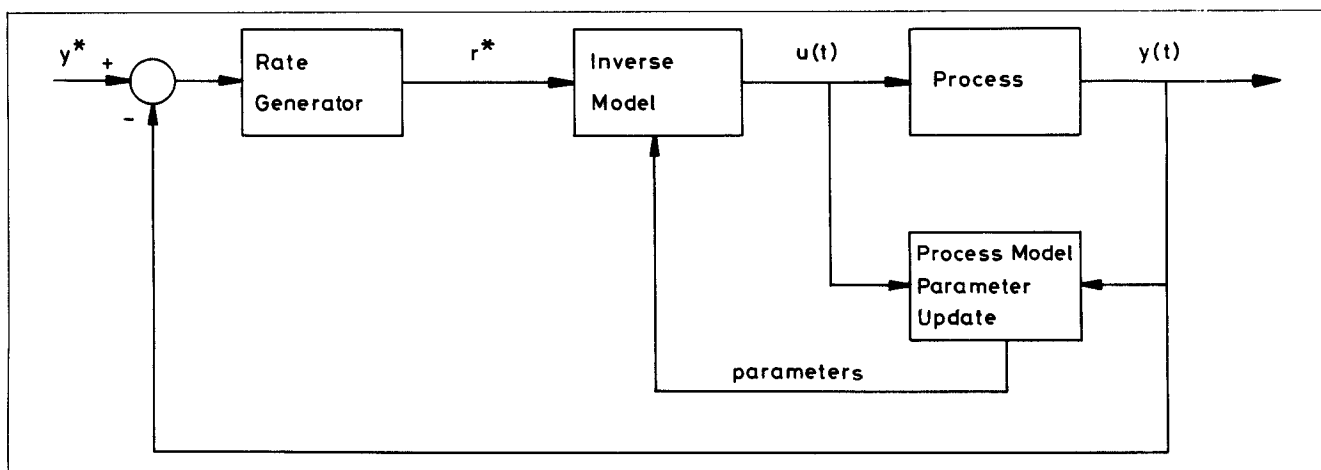 y*
+
-
Rate
Generator
r*
Inverse
Model
u(t)
Process
y(t)
Process Model
Parameter
Update
parameters